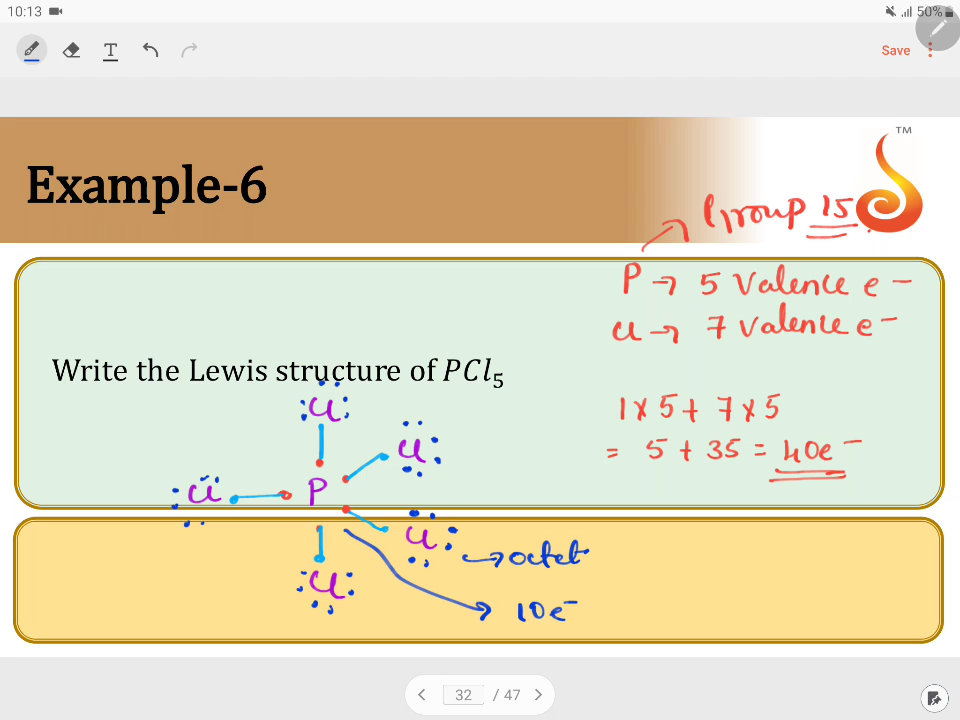 10:13 50%
T Save
TM
Example-6
Group 15
P → 5 Valence e −
Cl → 7 Valence e −
Write the Lewis structure of PCl₅
1 × 5 + 7 × 5
= 5 + 35 = 40e⁻
Cl
Cl
Cl P
Cl → octet
Cl
10e⁻
32 / 47